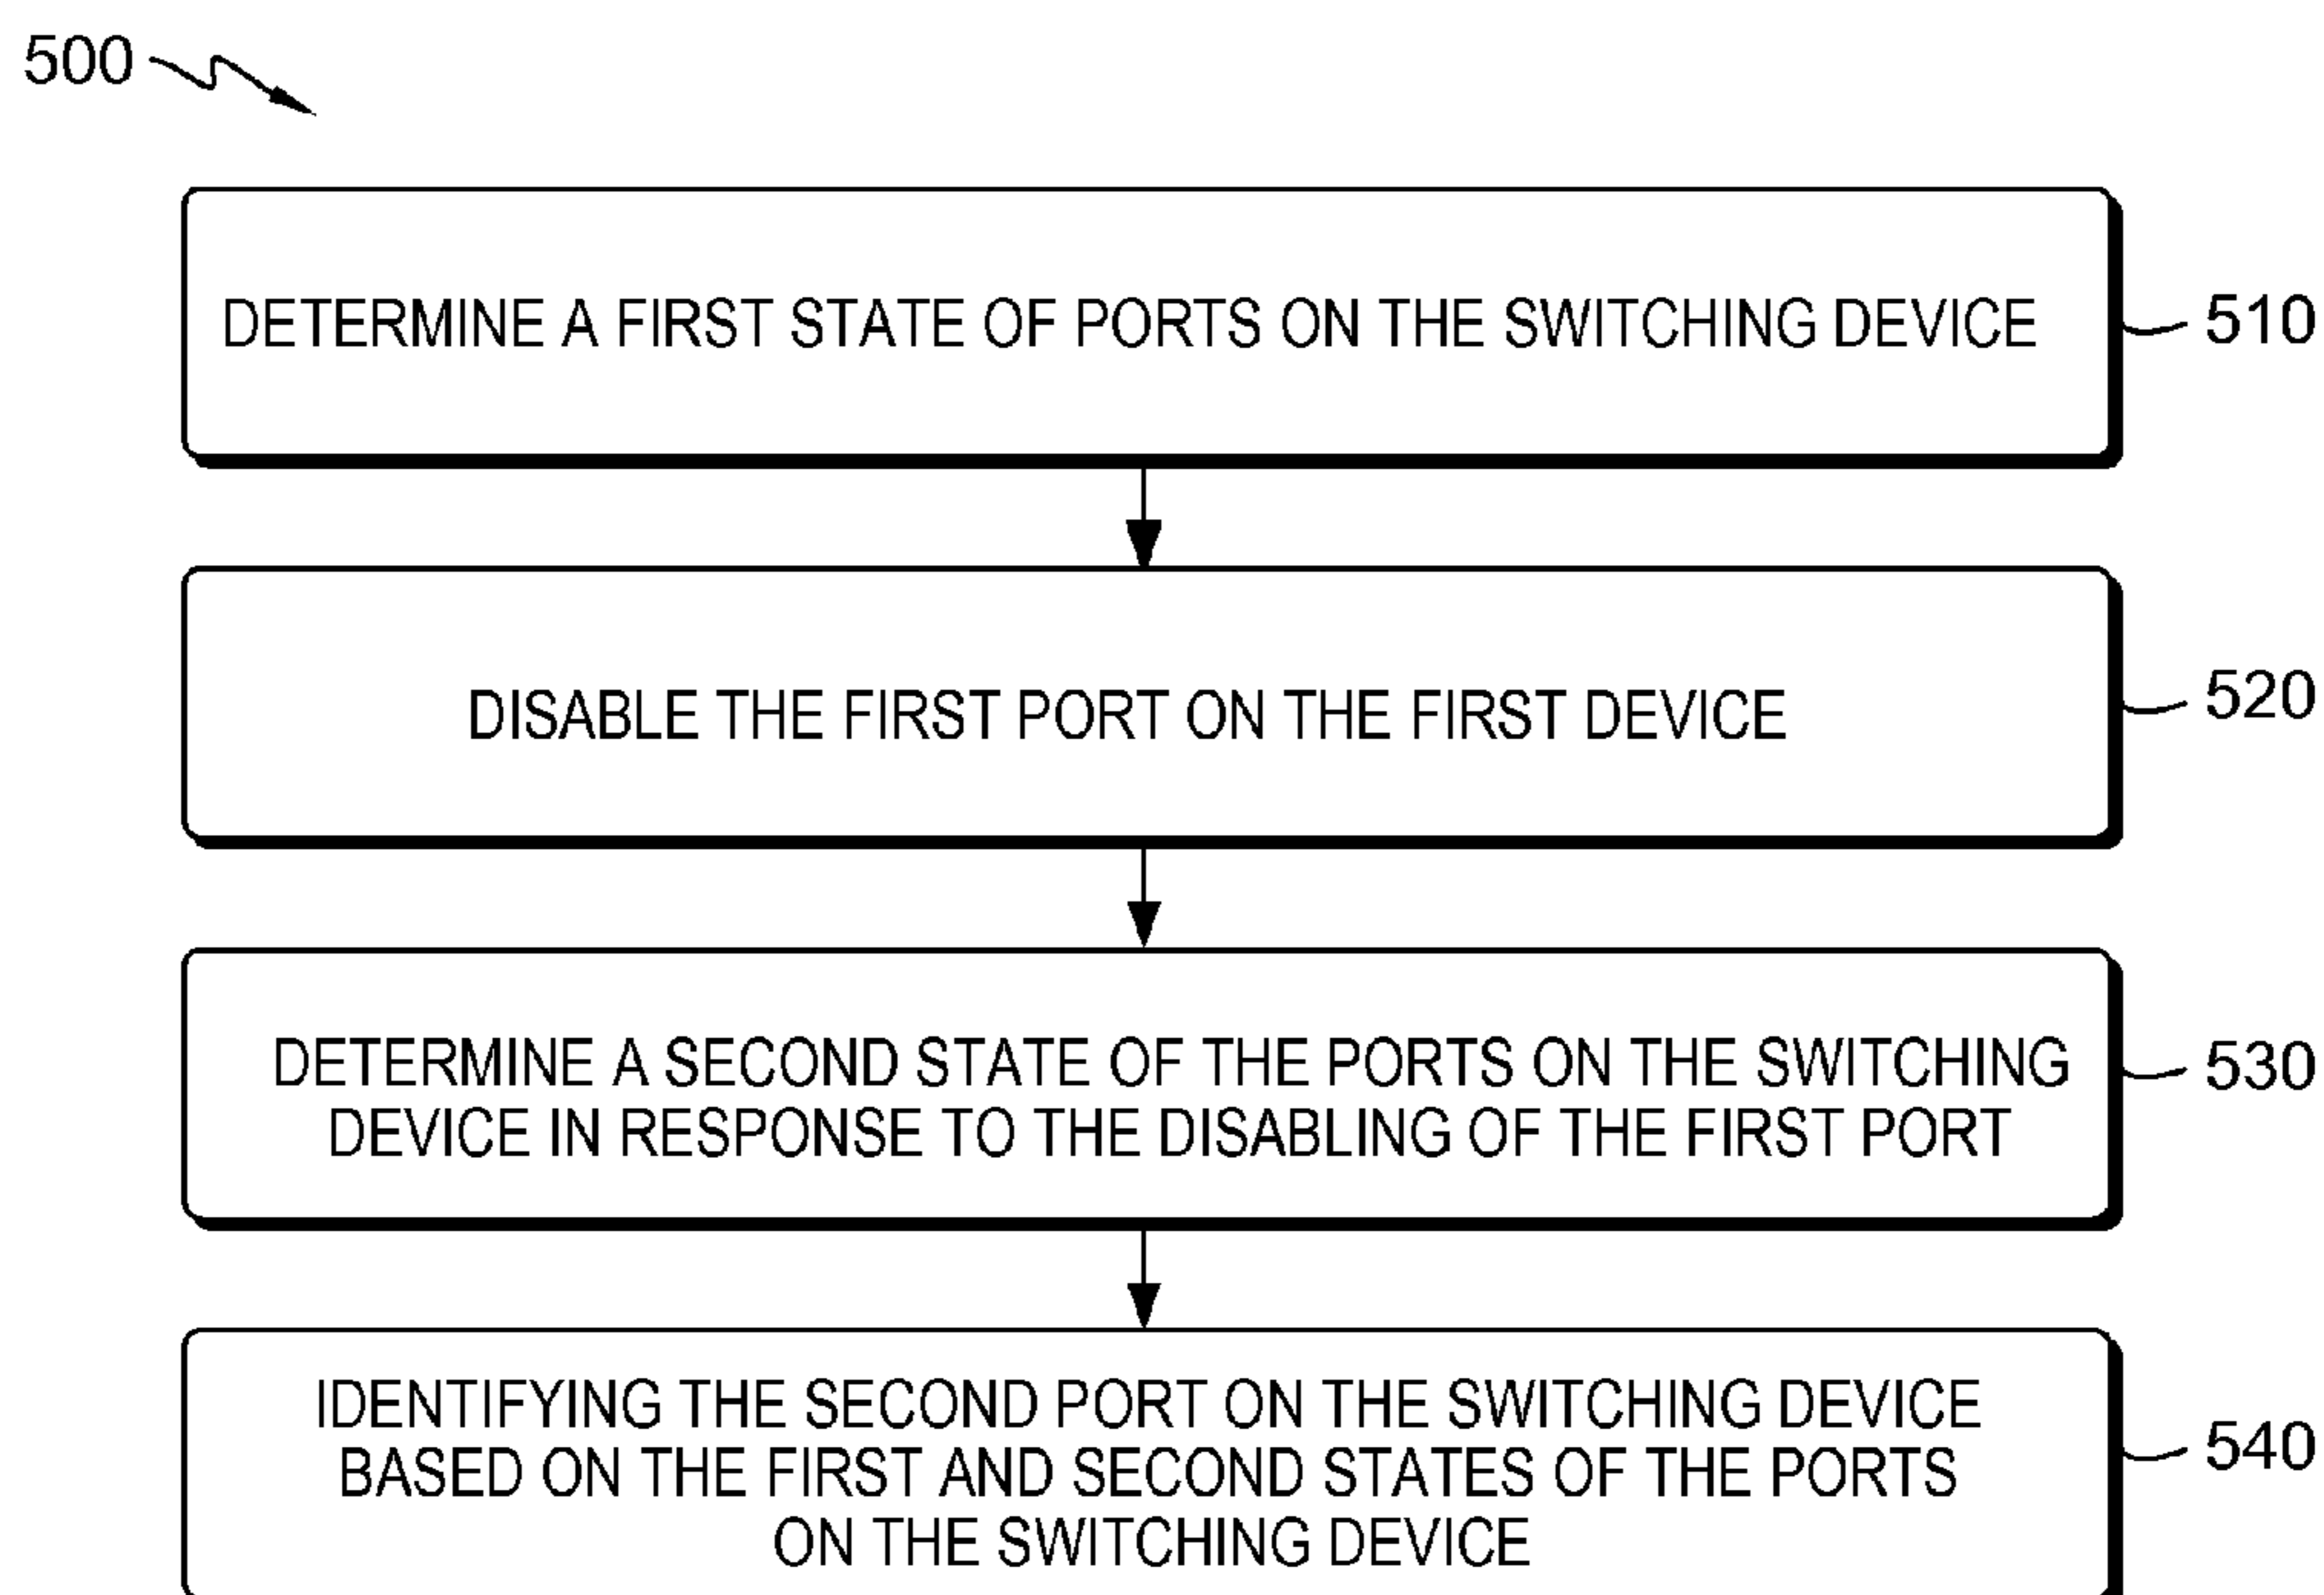 500
DETERMINE A FIRST STATE OF PORTS ON THE SWITCHING DEVICE
510
DISABLE THE FIRST PORT ON THE FIRST DEVICE
520
DETERMINE A SECOND STATE OF THE PORTS ON THE SWITCHING
DEVICE IN RESPONSE TO THE DISABLING OF THE FIRST PORT
530
IDENTIFYING THE SECOND PORT ON THE SWITCHING DEVICE
BASED ON THE FIRST AND SECOND STATES OF THE PORTS
ON THE SWITCHING DEVICE
540